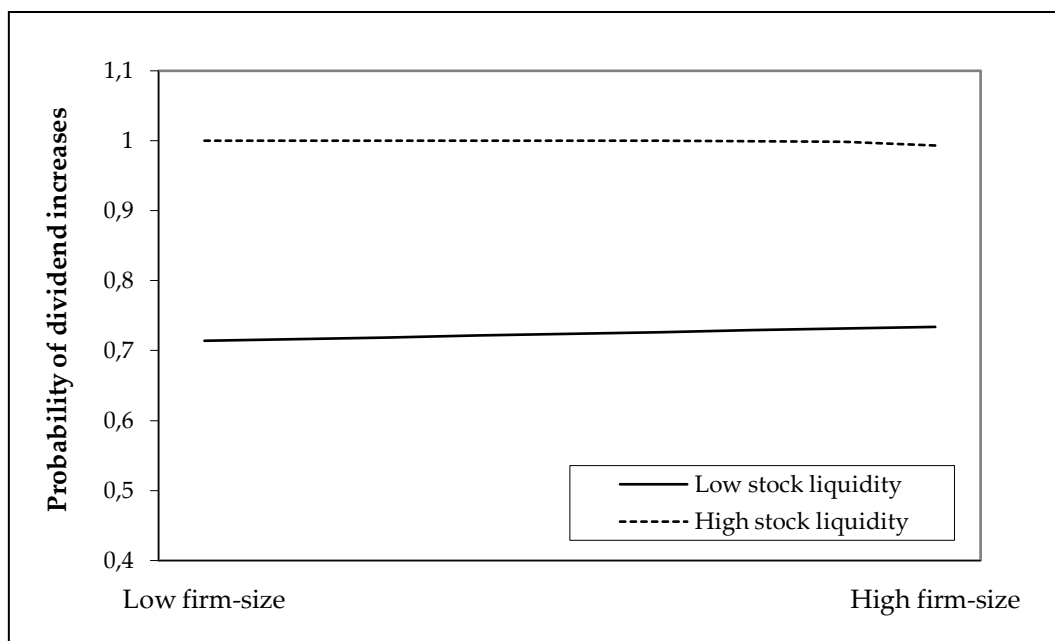 Probability of dividend increases
1,1
1
0,9
0,8
0,7
0,6
0,5
0,4
Low stock liquidity
High stock liquidity
Low firm-size
High firm-size